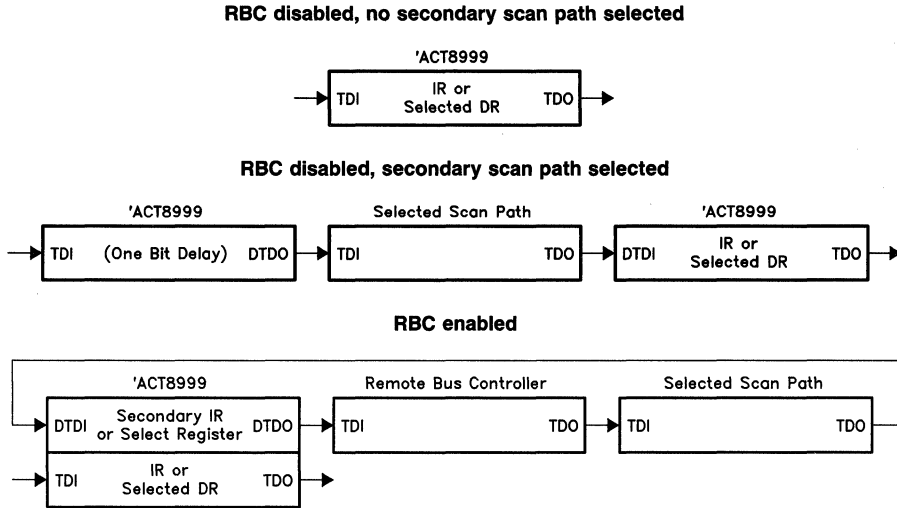 RBC disabled, no secondary scan path selected
'ACT8999
TDI IR or Selected DR TDO
RBC disabled, secondary scan path selected
'ACT8999 Selected Scan Path 'ACT8999
TDI (One Bit Delay) DTDO TDI TDO DTDI IR or Selected DR TDO
RBC enabled
'ACT8999 Remote Bus Controller Selected Scan Path
DTDI Secondary IR or Select Register DTDO TDI TDO TDI TDO
TDI IR or Selected DR TDO